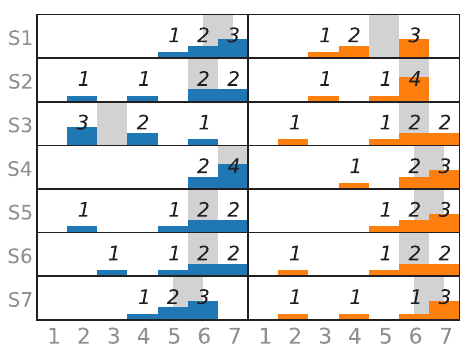 S1 1 2 3 1 2 3
S2 1 1 2 2 1 1 4
S3 3 2 1 1 1 2 2
S4 2 4 1 2 3
S5 1 1 2 2 1 2 3
S6 1 1 2 2 1 1 2 2
S7 1 2 3 1 1 1 3
1 2 3 4 5 6 7 1 2 3 4 5 6 7